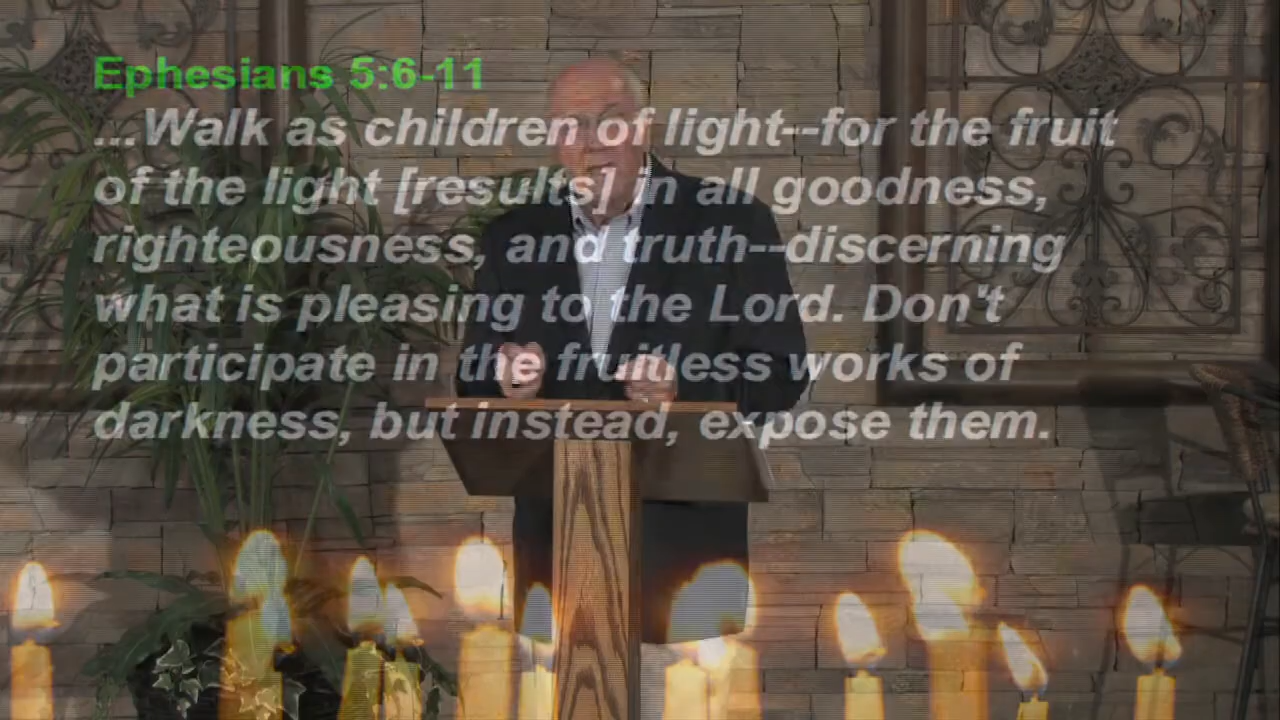 Ephesians 5:6-11
...Walk as children of light--for the fruit
of the light [results] in all goodness,
righteousness, and truth--discerning
what is pleasing to the Lord. Don't
participate in the fruitless works of
darkness, but instead, expose them.